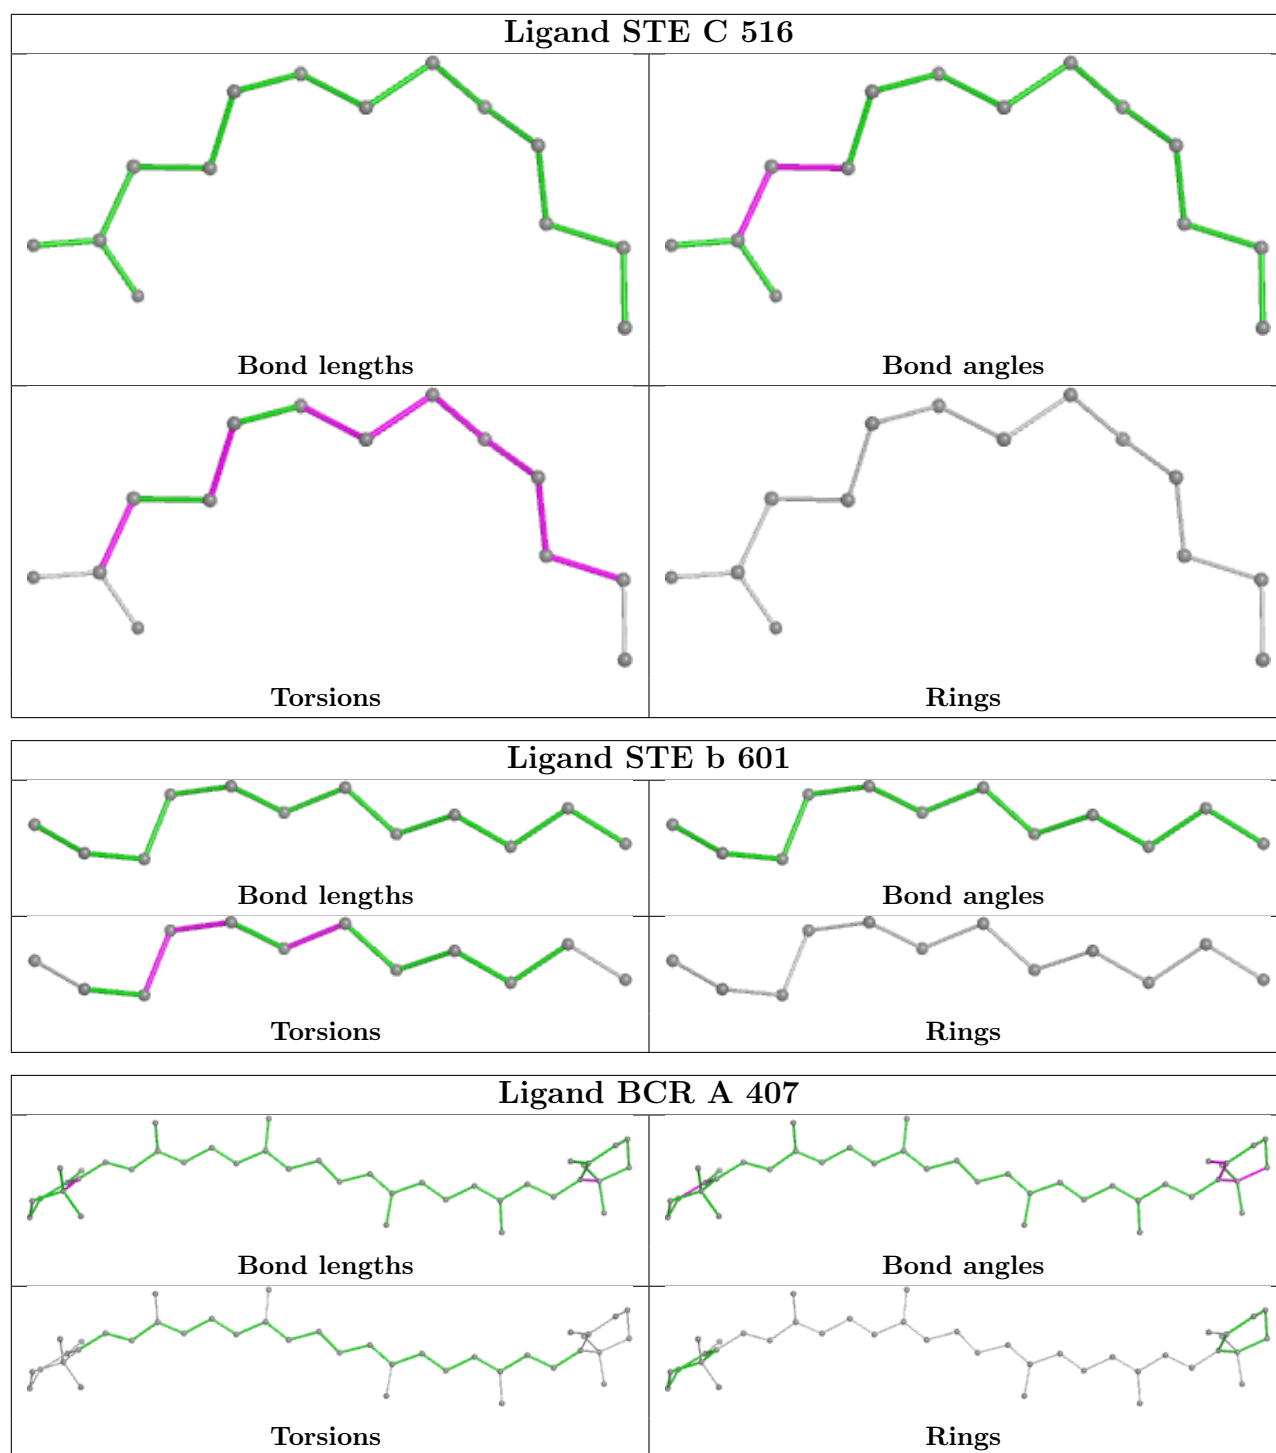 Ligand STE C 516
Bond lengths
Bond angles
Torsions
Rings
Ligand STE b 601
Bond lengths
Bond angles
Torsions
Rings
Ligand BCR A 407
Bond lengths
Bond angles
Torsions
Rings